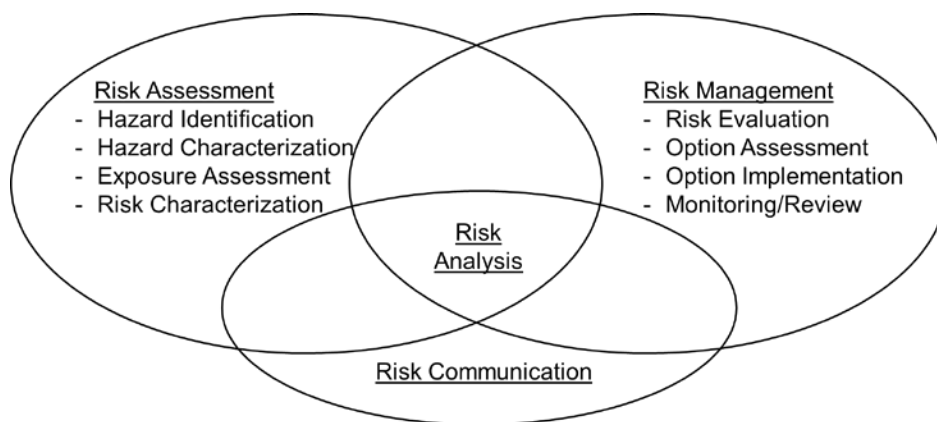 Risk Assessment
- Hazard Identification
- Hazard Characterization
- Exposure Assessment
- Risk Characterization
Risk Management
- Risk Evaluation
- Option Assessment
- Option Implementation
- Monitoring/Review
Risk
Analysis
Risk Communication